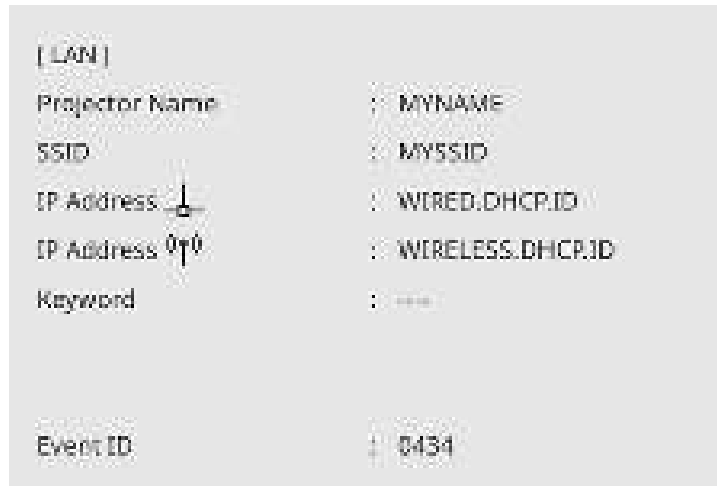 [ LAN ]
Projector Name : MYNAME
SSID : MYSSID
IP Address : WIRED.DHCP.ID
IP Address : WIRELESS.DHCP.ID
Keyword : ----
Event ID : 0434